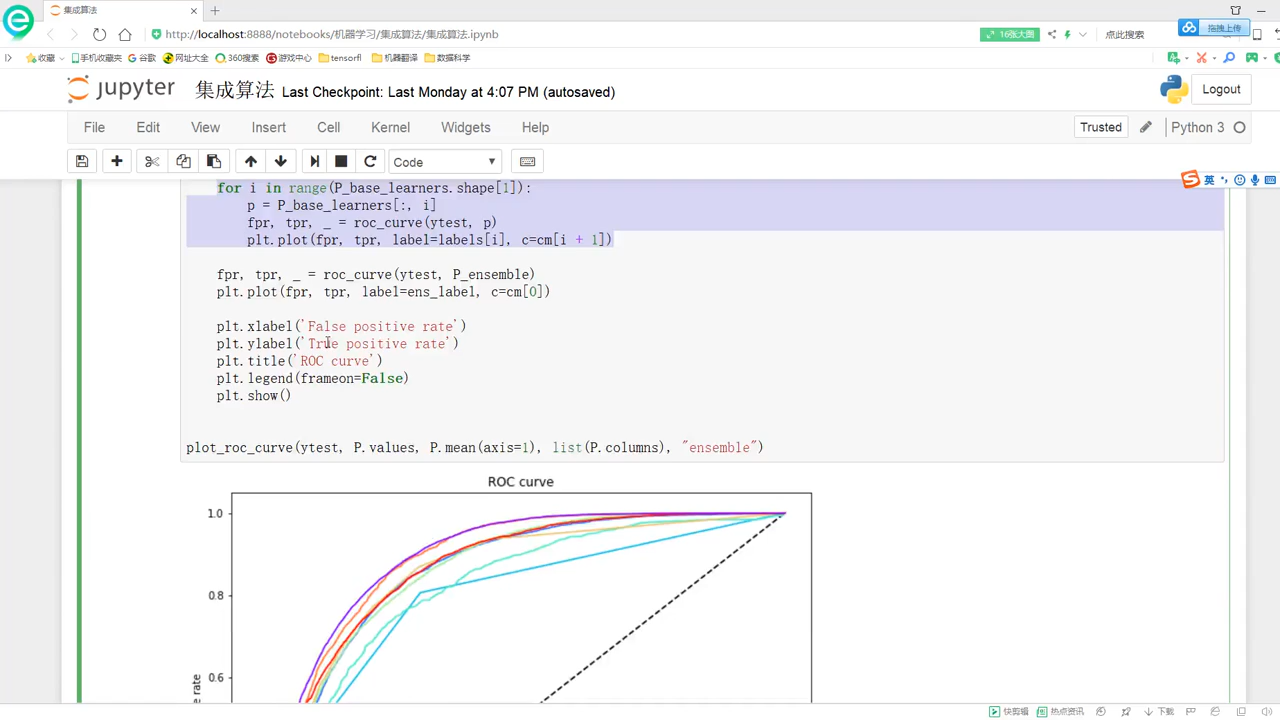 集成算法
http://localhost:8888/notebooks/机器学习/集成算法/集成算法.ipynb
16张大图
点此搜索
拖拽上传
收藏
手机收藏夹
谷歌
网址大全
360搜索
游戏中心
tensorfl
机器翻译
数据科学
jupyter
集成算法
Last Checkpoint: Last Monday at 4:07 PM (autosaved)
Logout
File
Edit
View
Insert
Cell
Kernel
Widgets
Help
Trusted
Python 3
Code
英
for i in range(P_base_learners.shape[1]):
p = P_base_learners[:, i]
fpr, tpr, _ = roc_curve(ytest, p)
plt.plot(fpr, tpr, label=labels[i], c=cm[i + 1])
fpr, tpr, _ = roc_curve(ytest, P_ensemble)
plt.plot(fpr, tpr, label=ens_label, c=cm[0])
plt.xlabel('False positive rate')
plt.ylabel('True positive rate')
plt.title('ROC curve')
plt.legend(frameon=False)
plt.show()
plot_roc_curve(ytest, P.values, P.mean(axis=1), list(P.columns), "ensemble")
ROC curve
1.0
0.8
0.6
rate
快剪辑
热点资讯
下载